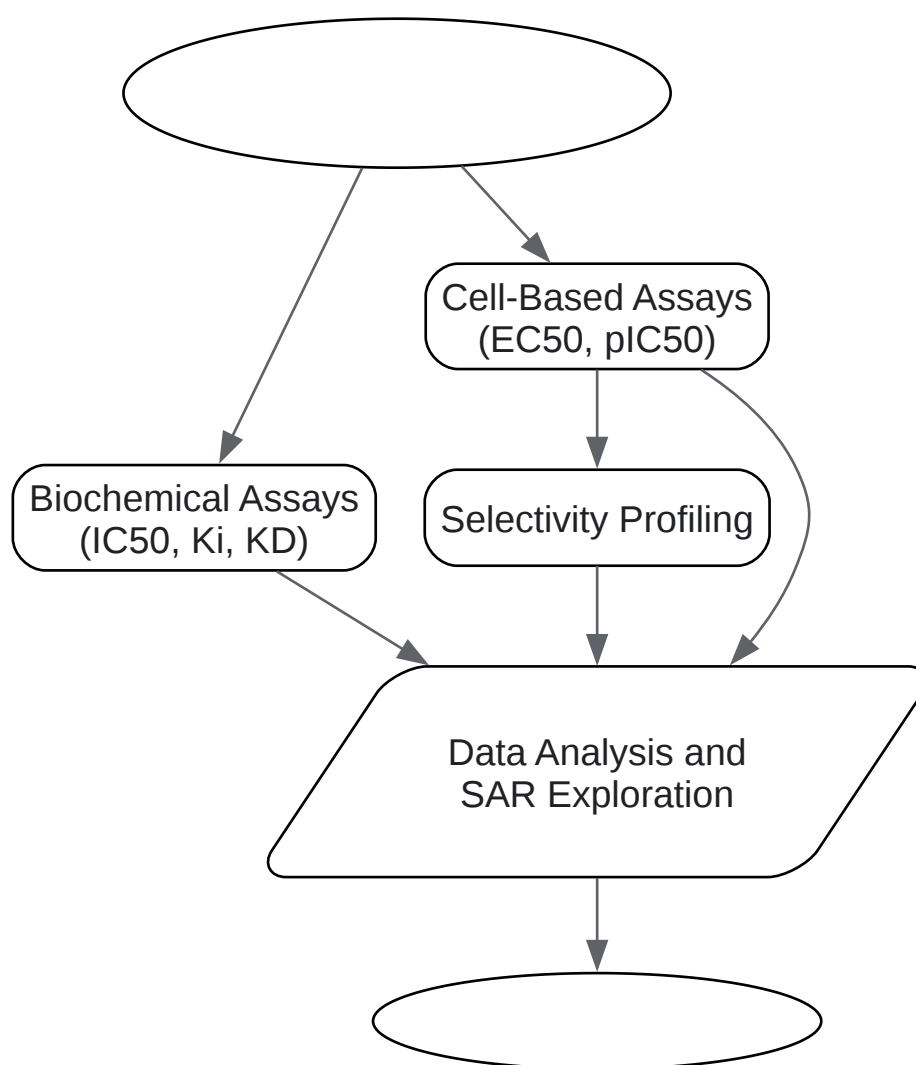 Cell-Based Assays
(EC50, pIC50)
Biochemical Assays
(IC50, Ki, KD)
Selectivity Profiling
Data Analysis and
SAR Exploration